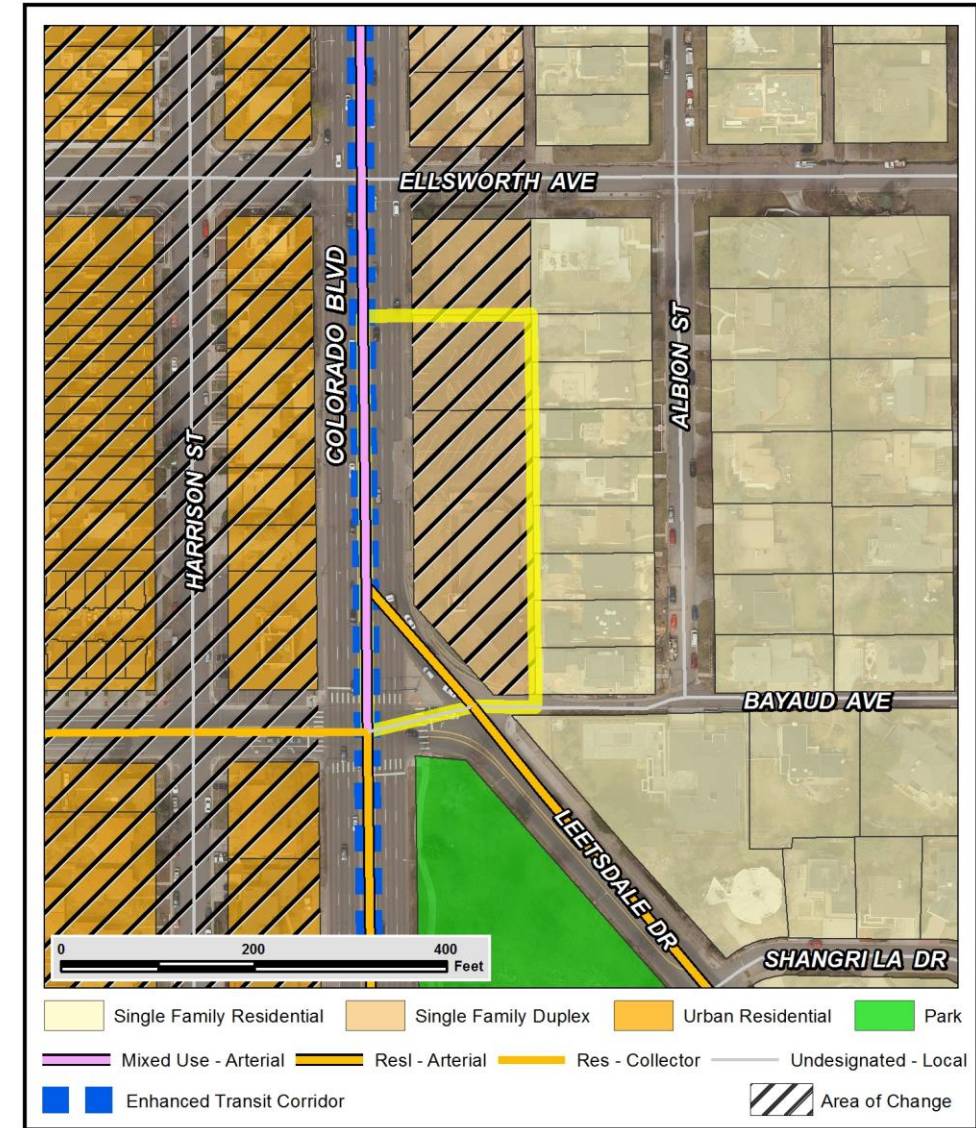 ELLSWORTH AVE
COLORADO BLVD
ALBION ST
HARRISON ST
BAYAUD AVE
LEETSDALE DR
SHANGRI LA DR
0 200 400
Feet
Single Family Residential Single Family Duplex Urban Residential Park
Mixed Use - Arterial Resl - Arterial Res - Collector Undesignated - Local
Enhanced Transit Corridor Area of Change